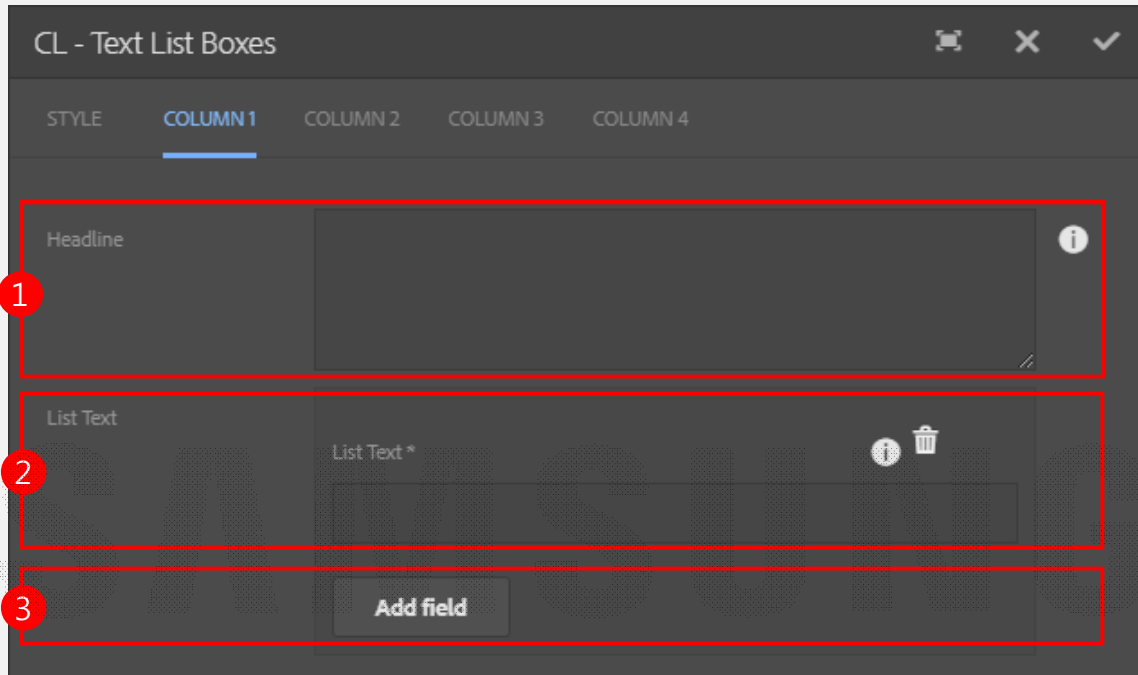 CL - Text List Boxes
STYLE COLUMN 1 COLUMN 2 COLUMN 3 COLUMN 4
Headline
1
List Text
List Text *
2
SAMSUNG
3
Add field